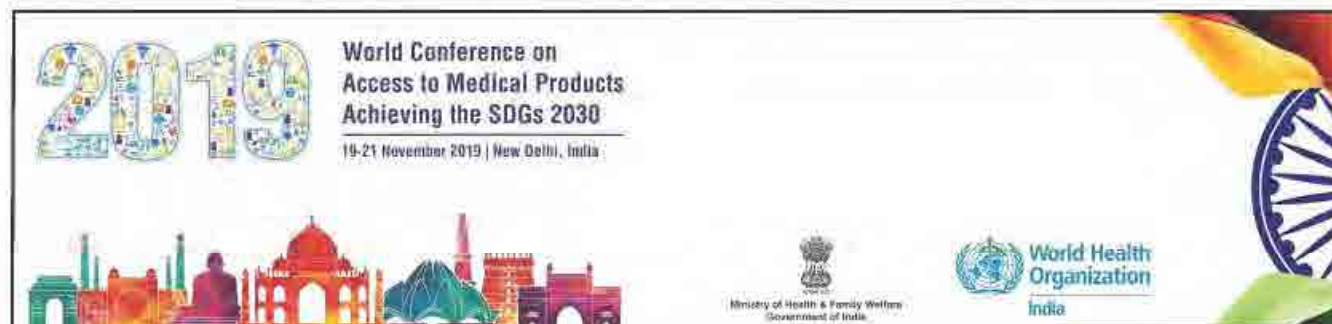 2019
World Conference on
Access to Medical Products
Achieving the SDGs 2030
19-21 November 2019 | New Delhi, India
Ministry of Health & Family Welfare
Government of India
World Health
Organization
India